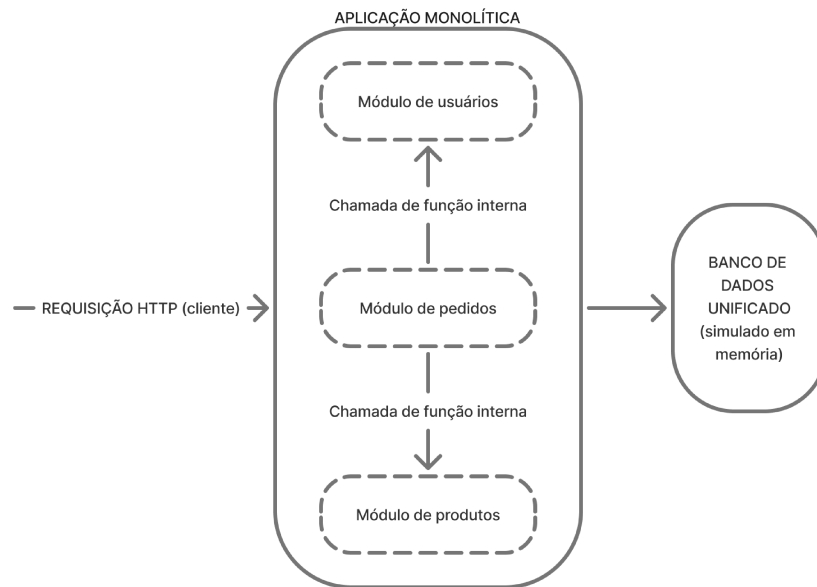 APLICAÇÃO MONOLÍTICA
Módulo de usuários
Chamada de função interna
REQUISIÇÃO HTTP (cliente)
Módulo de pedidos
BANCO DE
DADOS
UNIFICADO
(simulado em
memória)
Chamada de função interna
Módulo de produtos